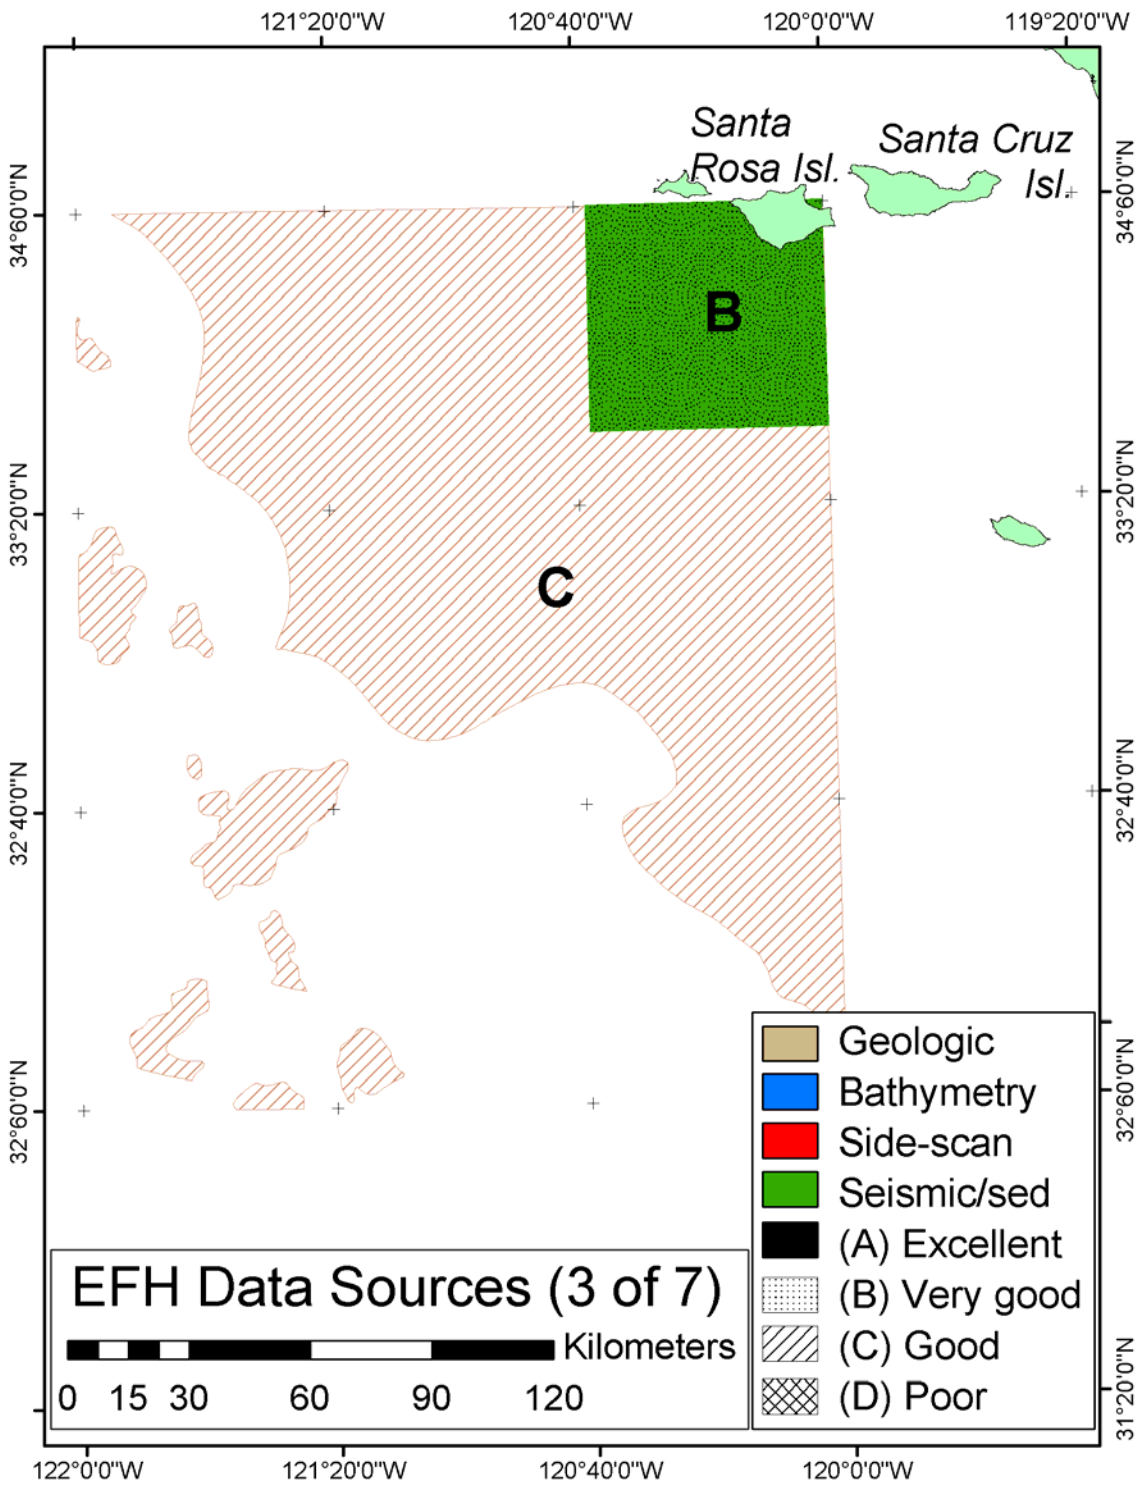 121°20'0"W 120°40'0"W 120°0'0"W 119°20'0"W
Santa
Rosa Isl.
Santa Cruz
Isl.
34°60'0"N
34°60'0"N
B
33°20'0"N
33°20'0"N
C
32°40'0"N
32°40'0"N
32°60'0"N
32°60'0"N
31°20'0"N
Geologic
Bathymetry
Side-scan
Seismic/sed
(A) Excellent
(B) Very good
(C) Good
(D) Poor
EFH Data Sources (3 of 7)
Kilometers
0 15 30 60 90 120
122°0'0"W 121°20'0"W 120°40'0"W 120°0'0"W